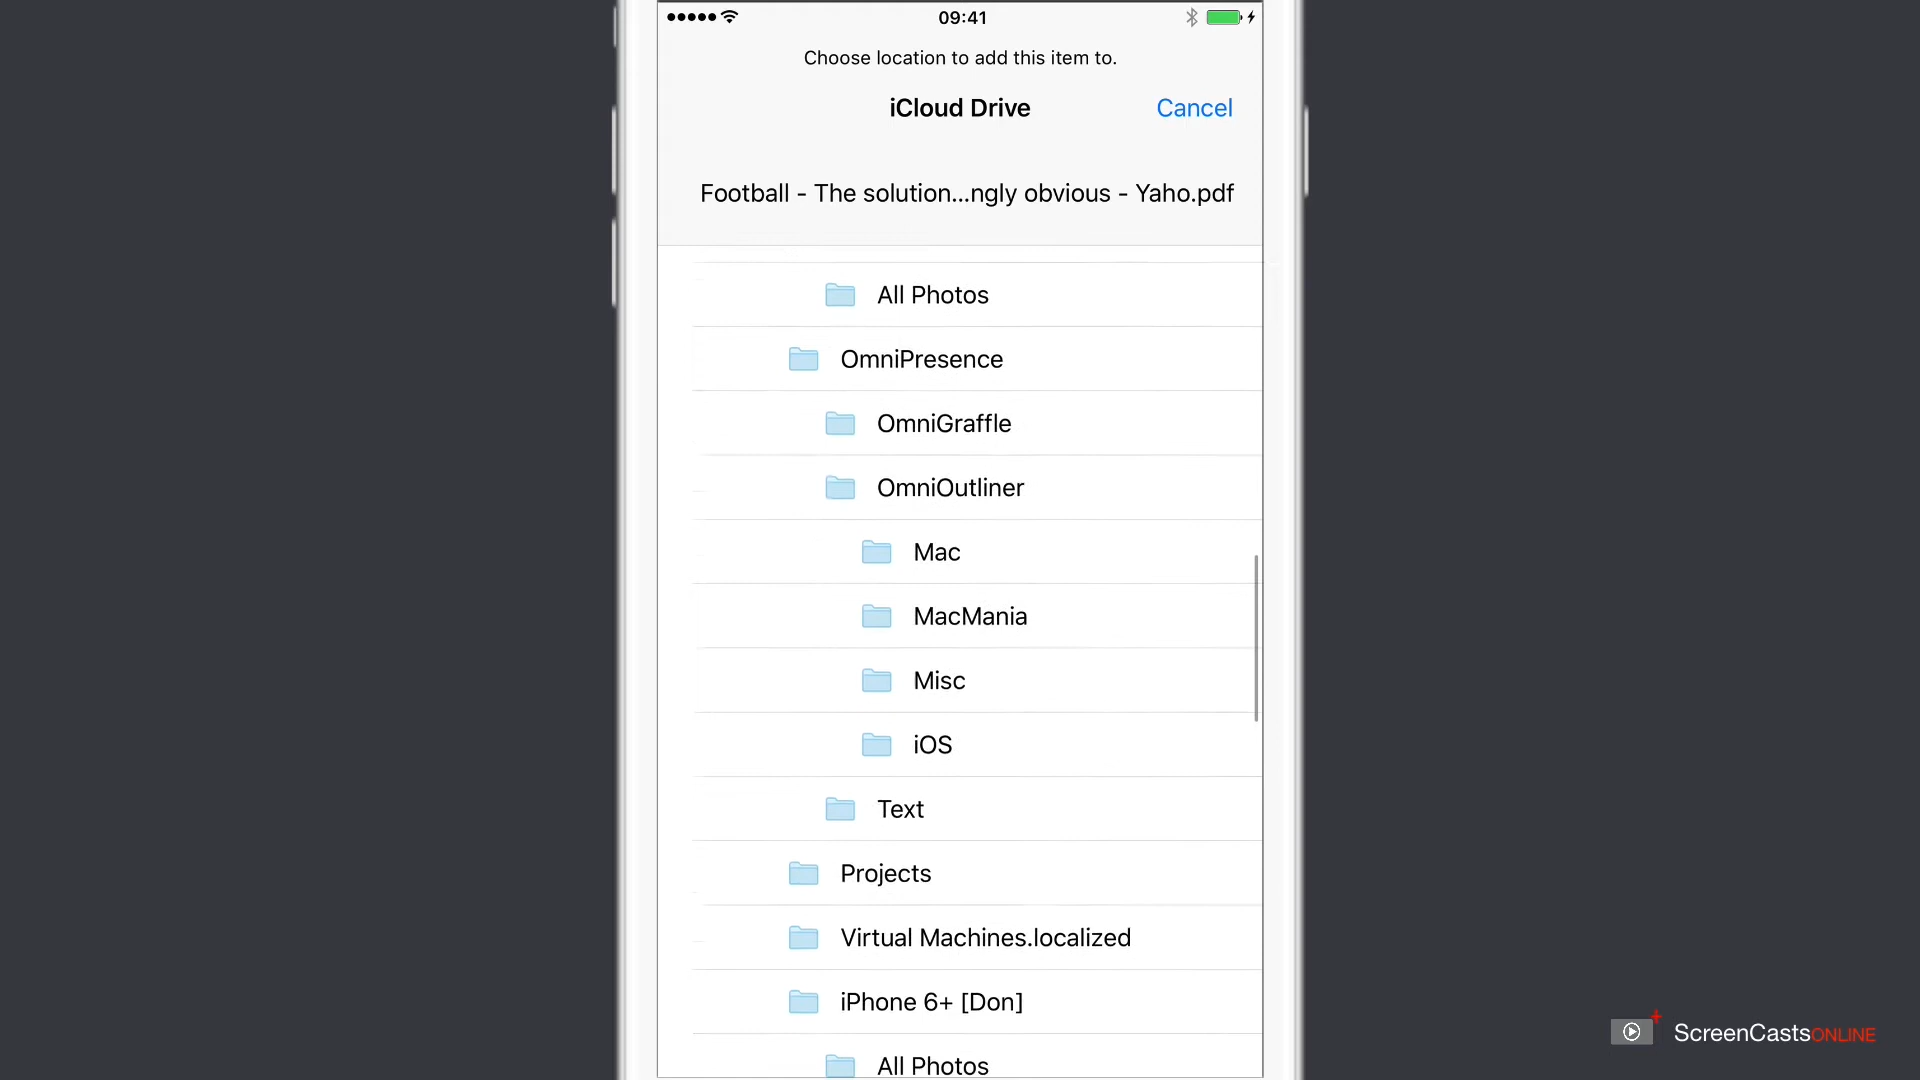 09:41
Choose location to add this item to.
iCloud Drive
Cancel
Football - The solution...ngly obvious - Yaho.pdf
All Photos
OmniPresence
OmniGraffle
OmniOutliner
Mac
MacMania
Misc
iOS
Text
Projects
Virtual Machines.localized
iPhone 6+ [Don]
All Photos
ScreenCastsONLINE